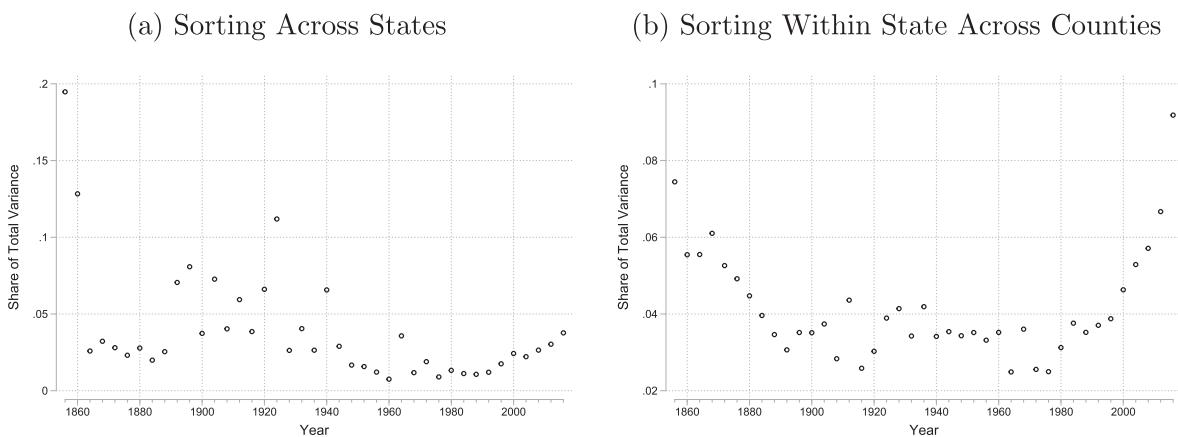 (a) Sorting Across States
.2
.15
.1
.05
0
Share of Total Variance
1860 1880 1900 1920 1940 1960 1980 2000
Year
(b) Sorting Within State Across Counties
.1
.08
.06
.04
.02
Share of Total Variance
1860 1880 1900 1920 1940 1960 1980 2000
Year